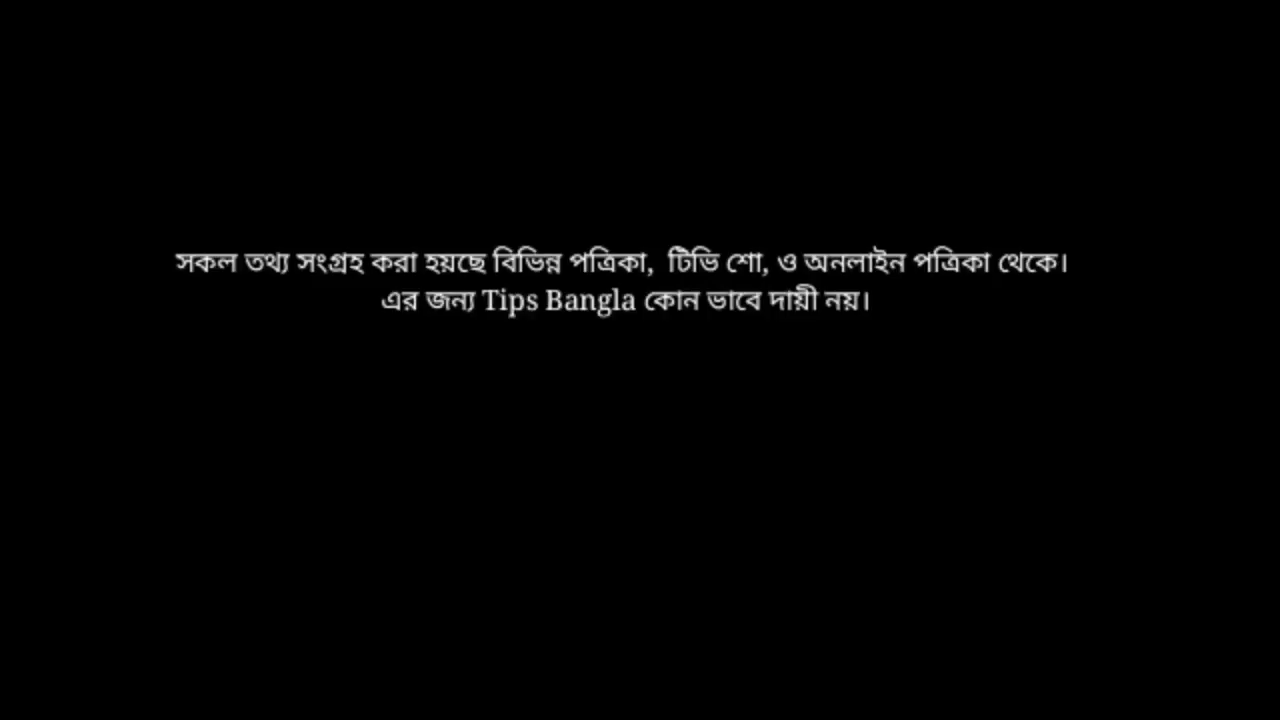 সকল তথ্য সংগ্রহ করা হয়ছে বিভিন্ন পত্রিকা, টিভি শো, ও অনলাইন পত্রিকা থেকে।
এর জন্য Tips Bangla কোন ভাবে দায়ী নয়।